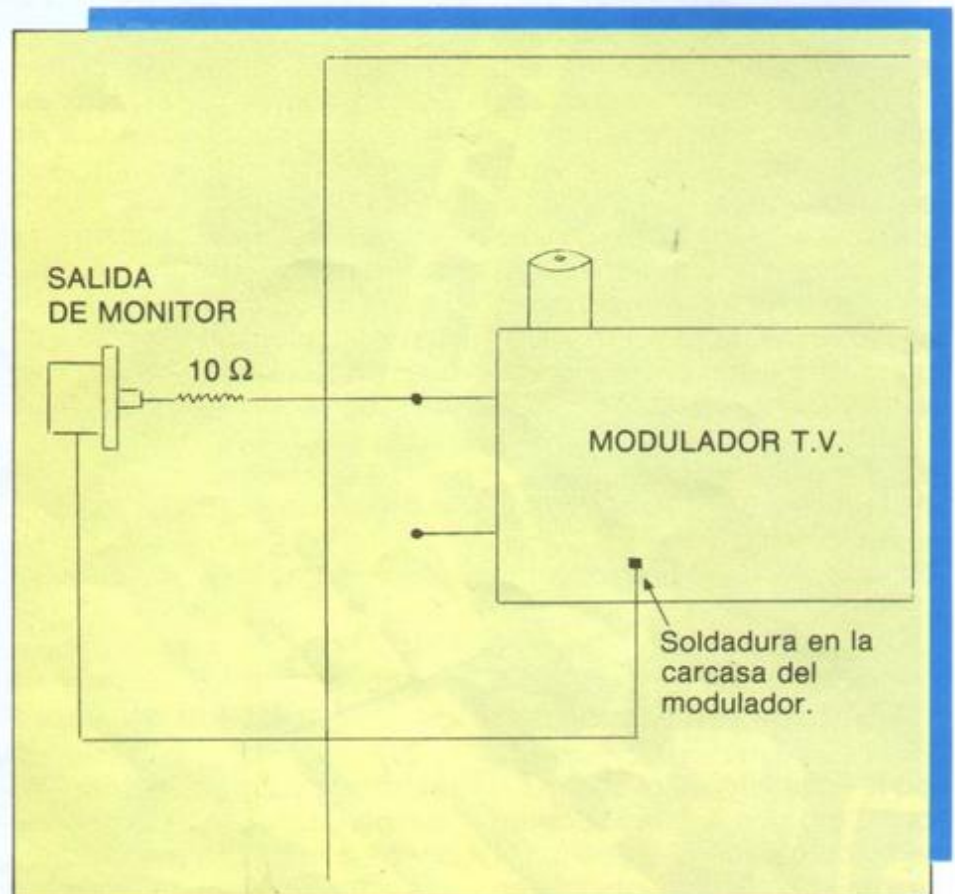 SALIDA
DE MONITOR
10 Ω
MODULADOR T.V.
Soldadura en la
carcasa del
modulador.